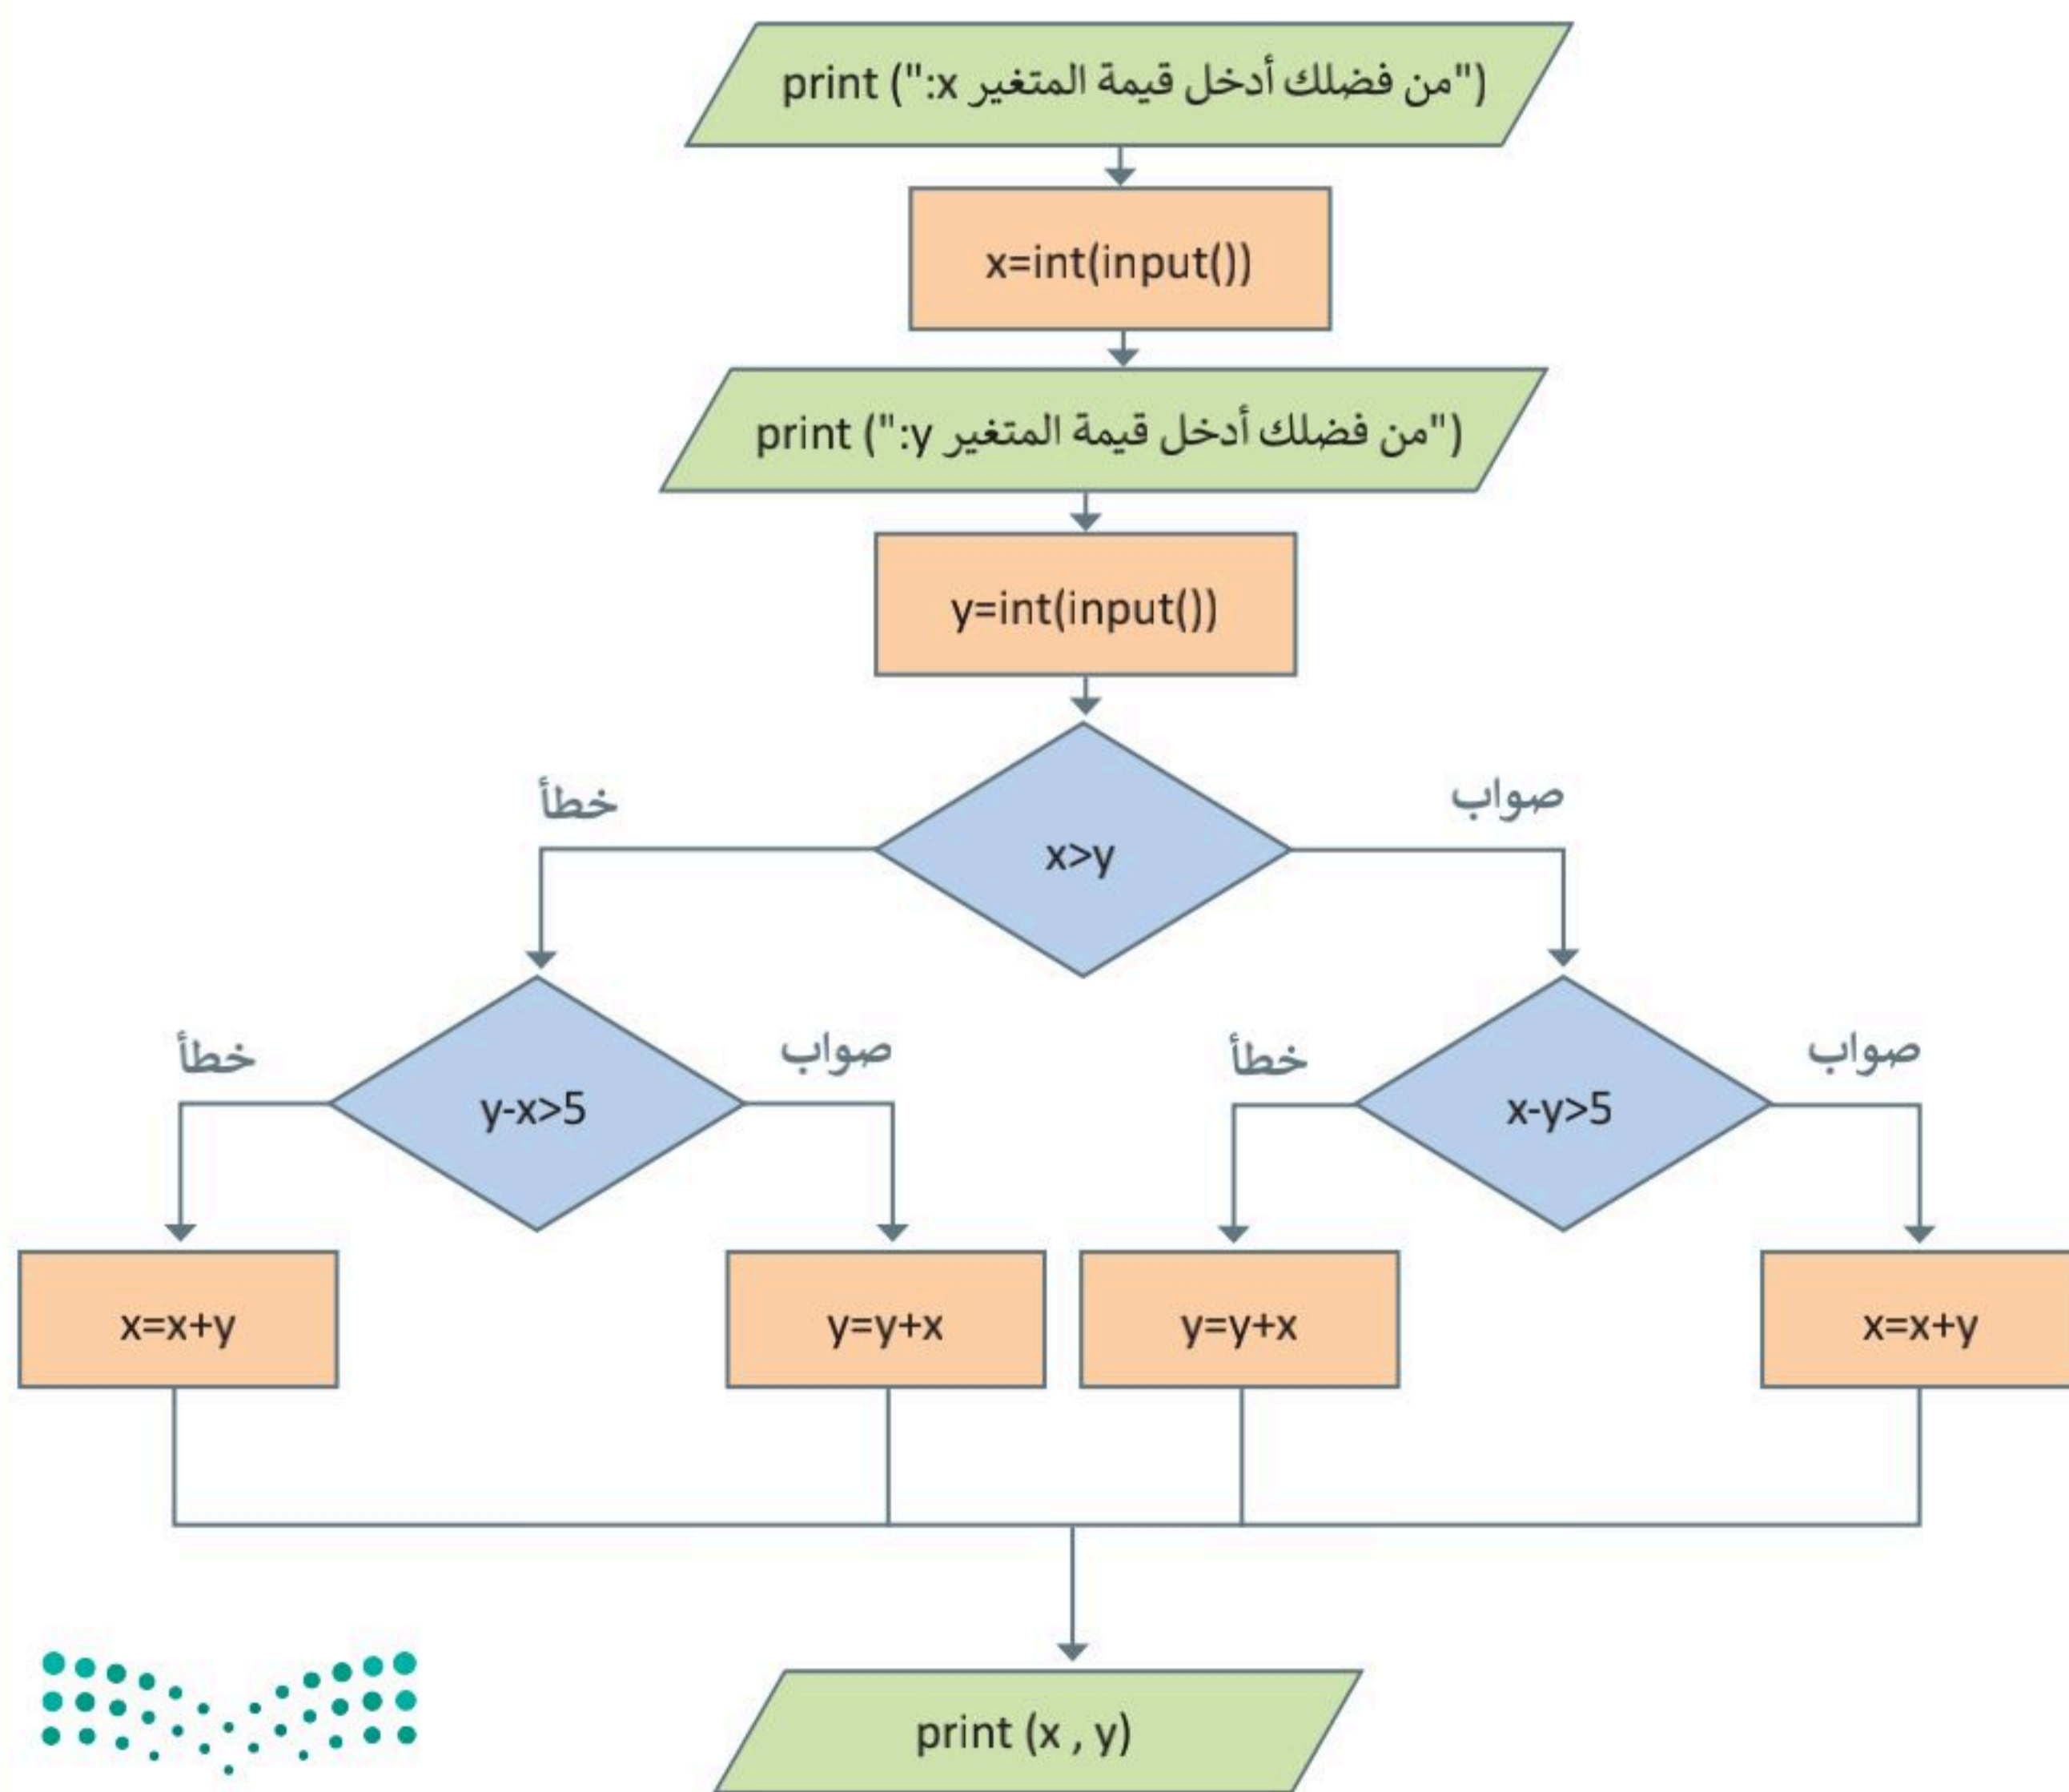 print ("من فضلك أدخل قيمة المتغير x:")
x=int(input())
print ("من فضلك أدخل قيمة المتغير y:")
y=int(input())
صواب
خطأ
x>y
صواب
خطأ
صواب
خطأ
x-y>5
y-x>5
x=x+y
y=y+x
y=y+x
x=x+y
print (x , y)